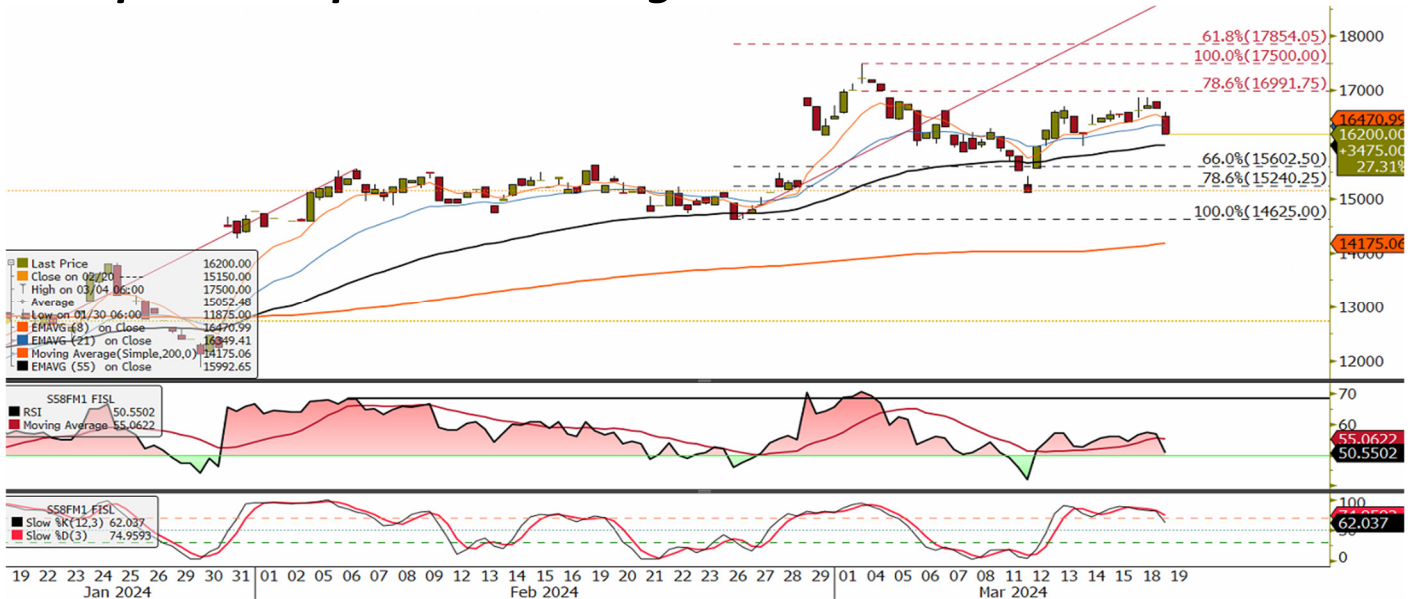 18000
17000
15000
14000
13000
12000
61.8%(17854.05)
100.0%(17500.00)
78.6%(16991.75)
66.0%(15602.50)
78.6%(15240.25)
100.0%(14625.00)
16470.99
16200.00
+3475.00
27.31%
14175.06
Last Price 16200.00
Close on 02/20 ---- 15150.00
High on 03/04 06:00 17500.00
Average 15052.48
Low on 01/30 06:00 11875.00
EMAVG (8) on Close 16470.99
EMAVG (21) on Close 16349.41
Moving Average(Simple,200,0) 14175.06
EMAVG (55) on Close 15992.65
S58FM1 FISL
RSI 50.5502
Moving Average 55.0622
70
60
55.0622
50.5502
S58FM1 FISL
Slow %K(12,3) 62.037
Slow %D(3) 74.9593
100
62.037
50
0
19 22 23 24 25 26 29 30 31 01 02 05 06 07 08 09 12 13 14 15 16 19 20 21 22 23 26 27 28 29 01 04 05 06 07 08 11 12 13 14 15 18 19
Jan 2024 Feb 2024 Mar 2024